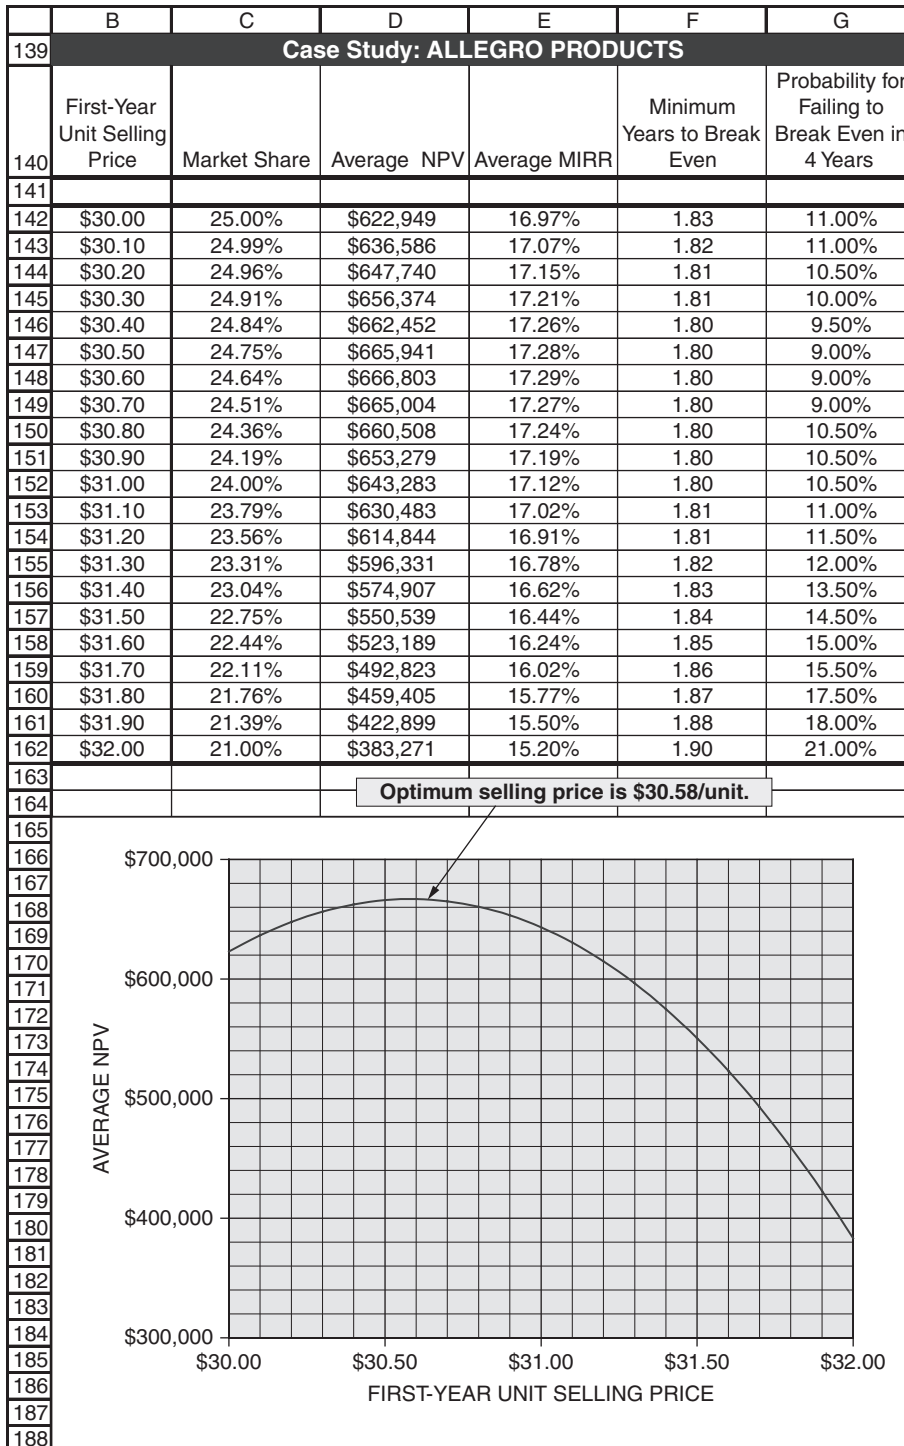 B C D E F G
139 Case Study: ALLEGRO PRODUCTS
140 First-Year Unit Selling Price Market Share Average NPV Average MIRR Minimum Years to Break Even Probability for Failing to Break Even in 4 Years
141
142 $30.00 25.00% $622,949 16.97% 1.83 11.00%
143 $30.10 24.99% $636,586 17.07% 1.82 11.00%
144 $30.20 24.96% $647,740 17.15% 1.81 10.50%
145 $30.30 24.91% $656,374 17.21% 1.81 10.00%
146 $30.40 24.84% $662,452 17.26% 1.80 9.50%
147 $30.50 24.75% $665,941 17.28% 1.80 9.00%
148 $30.60 24.64% $666,803 17.29% 1.80 9.00%
149 $30.70 24.51% $665,004 17.27% 1.80 9.00%
150 $30.80 24.36% $660,508 17.24% 1.80 10.50%
151 $30.90 24.19% $653,279 17.19% 1.80 10.50%
152 $31.00 24.00% $643,283 17.12% 1.80 10.50%
153 $31.10 23.79% $630,483 17.02% 1.81 11.00%
154 $31.20 23.56% $614,844 16.91% 1.81 11.50%
155 $31.30 23.31% $596,331 16.78% 1.82 12.00%
156 $31.40 23.04% $574,907 16.62% 1.83 13.50%
157 $31.50 22.75% $550,539 16.44% 1.84 14.50%
158 $31.60 22.44% $523,189 16.24% 1.85 15.00%
159 $31.70 22.11% $492,823 16.02% 1.86 15.50%
160 $31.80 21.76% $459,405 15.77% 1.87 17.50%
161 $31.90 21.39% $422,899 15.50% 1.88 18.00%
162 $32.00 21.00% $383,271 15.20% 1.90 21.00%
163
164
Optimum selling price is $30.58/unit.
165
166
167
168
169
170
171
172
173
174
175
176
177
178
179
180
181
182
183
184
185
186
187
188
AVERAGE NPV
$700,000
$600,000
$500,000
$400,000
$300,000
$30.00 $30.50 $31.00 $31.50 $32.00
FIRST-YEAR UNIT SELLING PRICE